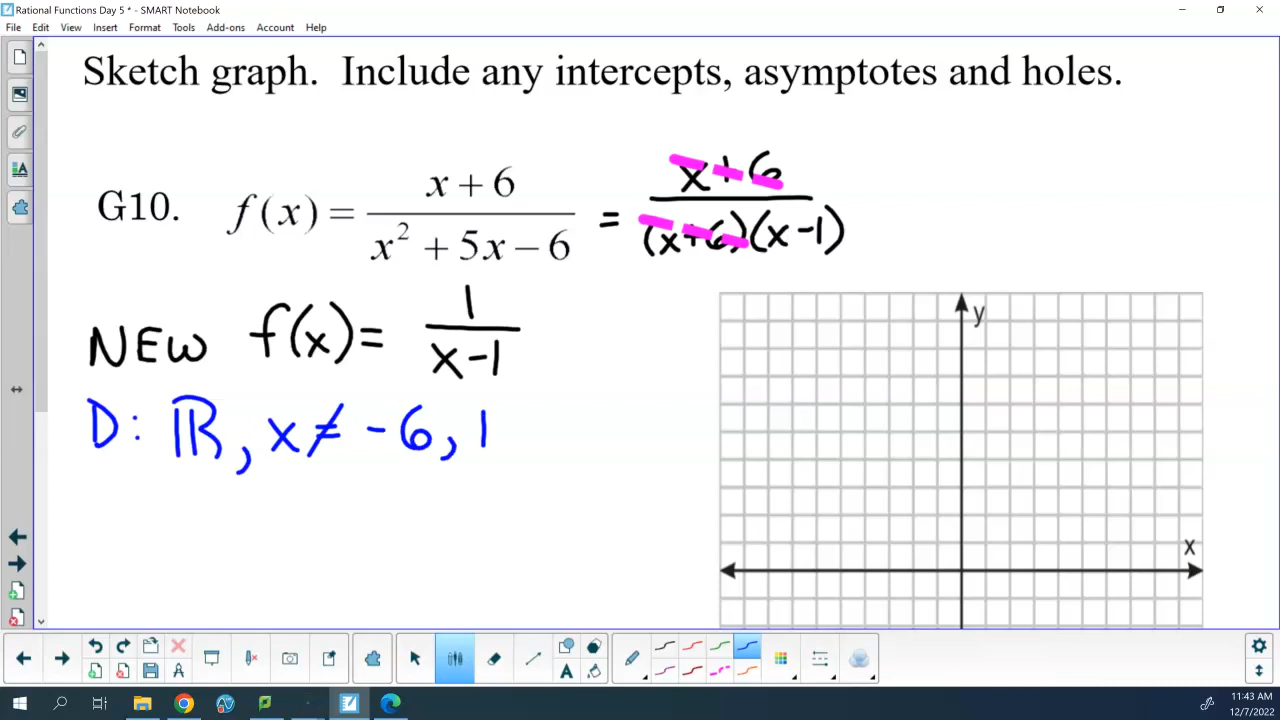 Rational Functions Day 5 * - SMART Notebook
File Edit View Insert Format Tools Add-ons Account Help
Sketch graph. Include any intercepts, asymptotes and holes.
G10. f(x) = (x + 6)/(x² + 5x − 6) = (x+6)/((x+6)(x-1))
NEW f(x) = 1/(x-1)
D: ℝ, x ≠ -6, 1
y
x
11:43 AM
12/7/2022